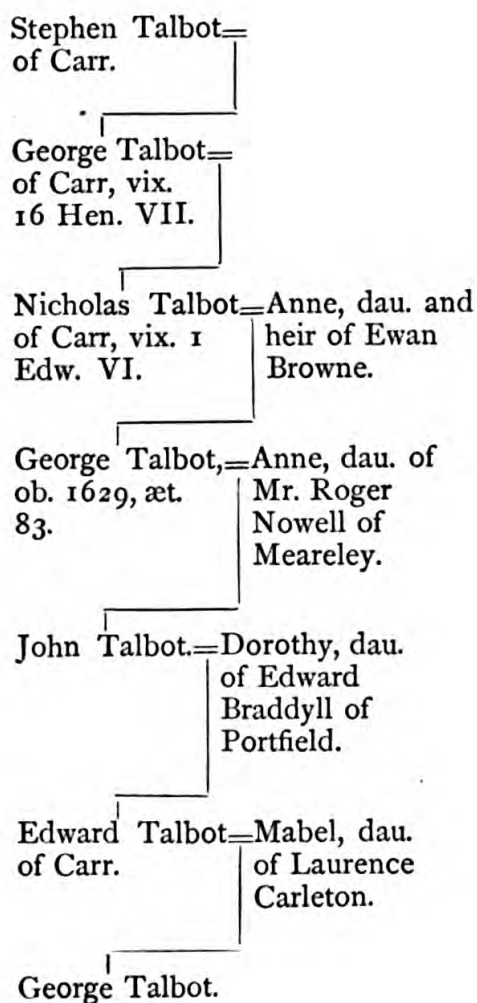 Stephen Talbot=
of Carr.
George Talbot=
of Carr, vix.
16 Hen. VII.
Nicholas Talbot=Anne, dau. and
of Carr, vix. 1 heir of Ewan
Edw. VI. Browne.
George Talbot,=Anne, dau. of
ob. 1629, æt. Mr. Roger
83. Nowell of
Meareley.
John Talbot.=Dorothy, dau.
of Edward
Braddyll of
Portfield.
Edward Talbot=Mabel, dau.
of Carr. of Laurence
Carleton.
George Talbot.